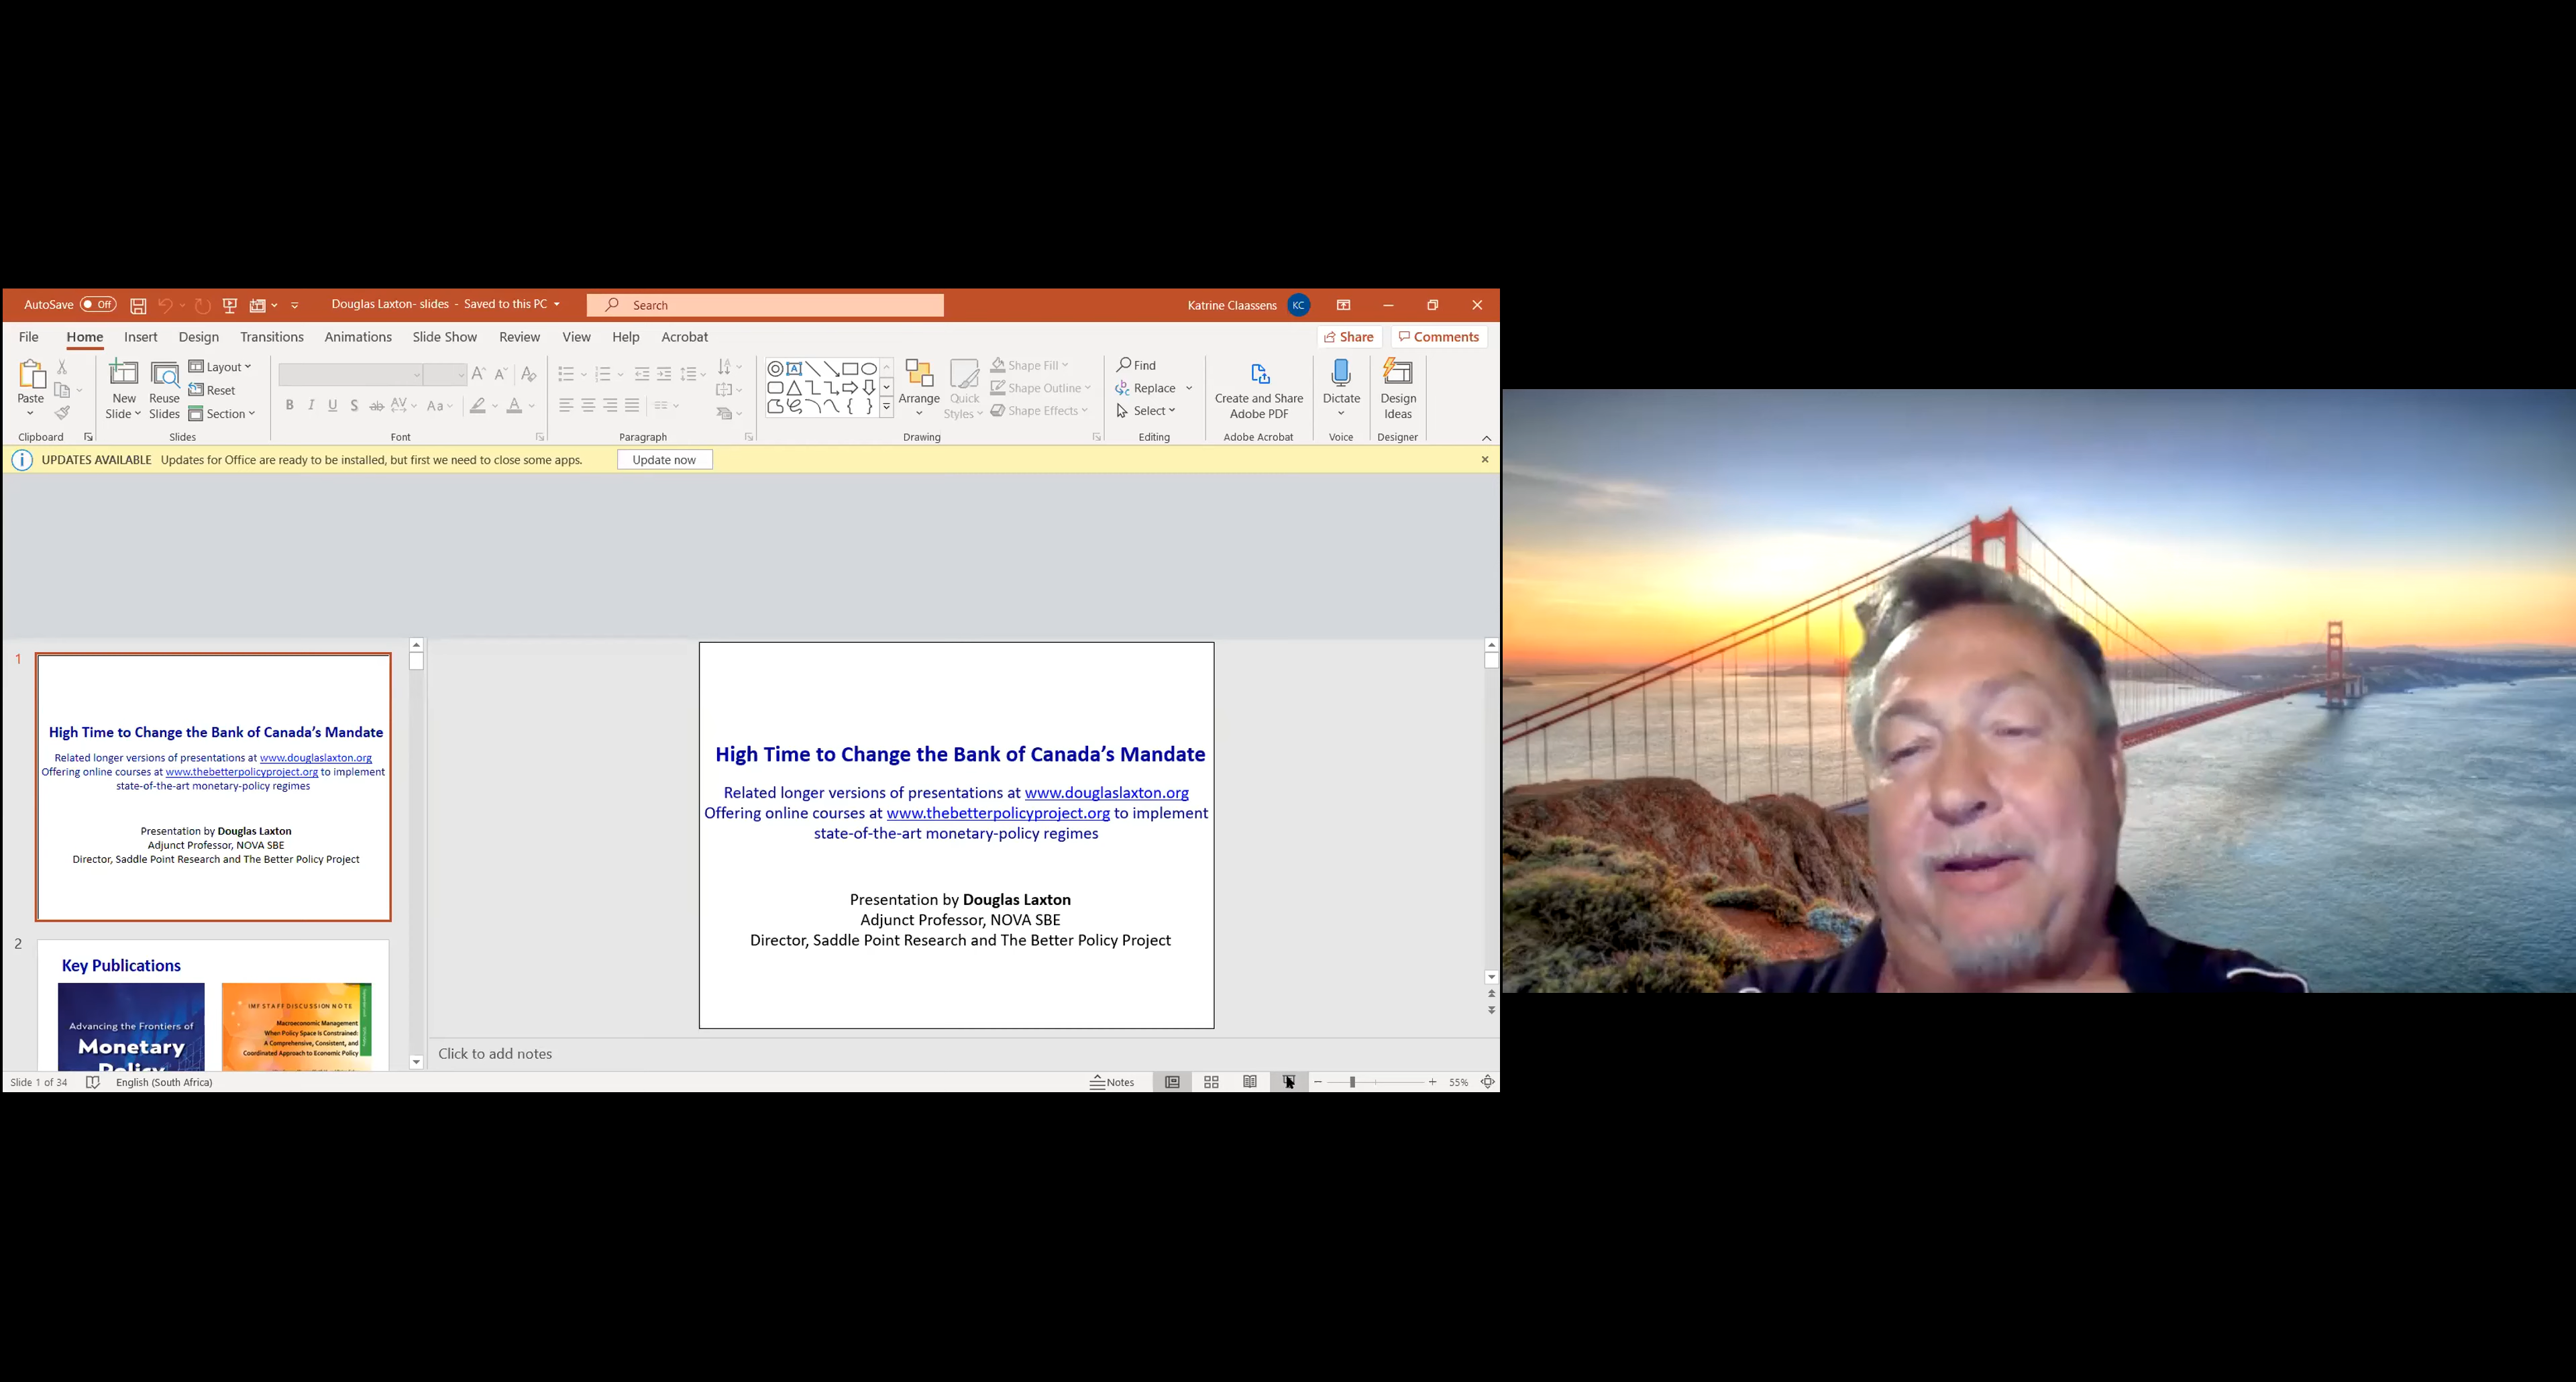 AutoSave Off
Douglas Laxton- slides - Saved to this PC
Search
Katrine Claassens KC
File Home Insert Design Transitions Animations Slide Show Review View Help Acrobat
Share Comments
Paste
New Slide
Reuse Slides
Layout
Reset
Section
B I U S ab AV Aa A
Arrange
Quick Styles
Shape Fill
Shape Outline
Shape Effects
Find
Replace
Select
Create and Share Adobe PDF
Dictate
Design Ideas
Clipboard Slides Font Paragraph Drawing Editing Adobe Acrobat Voice Designer
UPDATES AVAILABLE Updates for Office are ready to be installed, but first we need to close some apps. Update now
1
High Time to Change the Bank of Canada's Mandate
Related longer versions of presentations at www.douglaslaxton.org
Offering online courses at www.thebetterpolicyproject.org to implement
state-of-the-art monetary-policy regimes
Presentation by Douglas Laxton
Adjunct Professor, NOVA SBE
Director, Saddle Point Research and The Better Policy Project
2
Key Publications
Advancing the Frontiers of
Monetary
Policy
IMF STAFF DISCUSSION NOTE
Macroeconomic Management
When Policy Space Is Constrained:
A Comprehensive, Consistent, and
Coordinated Approach to Economic Policy
High Time to Change the Bank of Canada's Mandate
Related longer versions of presentations at www.douglaslaxton.org
Offering online courses at www.thebetterpolicyproject.org to implement
state-of-the-art monetary-policy regimes
Presentation by Douglas Laxton
Adjunct Professor, NOVA SBE
Director, Saddle Point Research and The Better Policy Project
Click to add notes
Slide 1 of 34 English (South Africa) Notes 55%